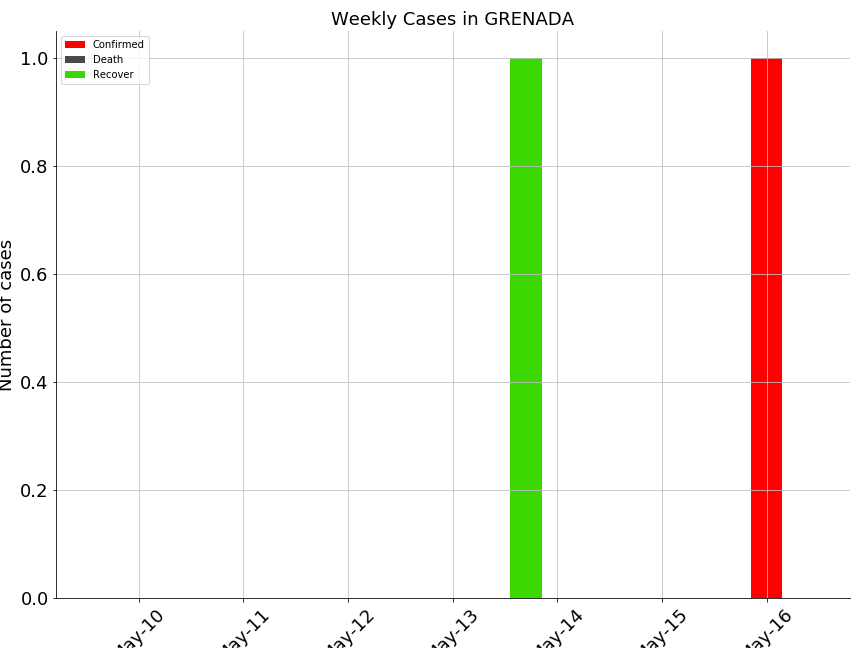 Weekly Cases in GRENADA
Confirmed
Death
Recover
Number of cases
1.0
0.8
0.6
0.4
0.2
0.0
May-10
May-11
May-12
May-13
May-14
May-15
May-16